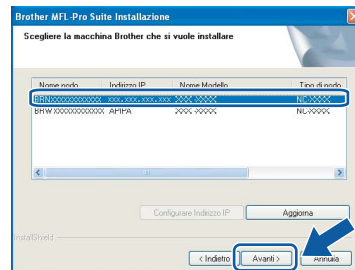 Brother MFL-Pro Suite Installazione
Scegliere la macchina Brother che si vuole installare
Nome nodo Indirizzo IP Nome Modello Tipo di nodo
BRNXXXXXXXXXXXX XXX.XXX.XXX.XXX XXX-XXXX NC-XXXX
BRWXXXXXXXXXXXX APIPA XXX-XXXX NC-XXXX
Configurare Indirizzo IP Aggiorna
InstallShield
< Indietro Avanti > Annulla